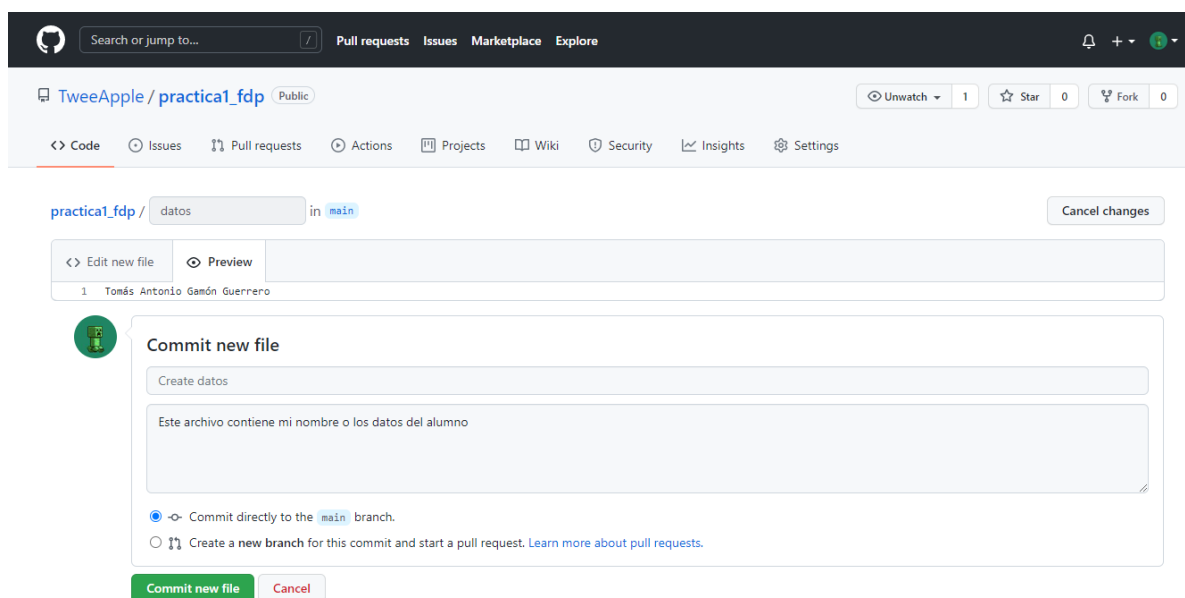 Search or jump to... / Pull requests Issues Marketplace Explore
TweeApple / practica1_fdp Public Unwatch 1 Star 0 Fork 0
Code Issues Pull requests Actions Projects Wiki Security Insights Settings
practica1_fdp / datos in main Cancel changes
Edit new file Preview
1 Tomás Antonio Gamón Guerrero
Commit new file
Create datos
Este archivo contiene mi nombre o los datos del alumno
Commit directly to the main branch.
Create a new branch for this commit and start a pull request. Learn more about pull requests.
Commit new file Cancel